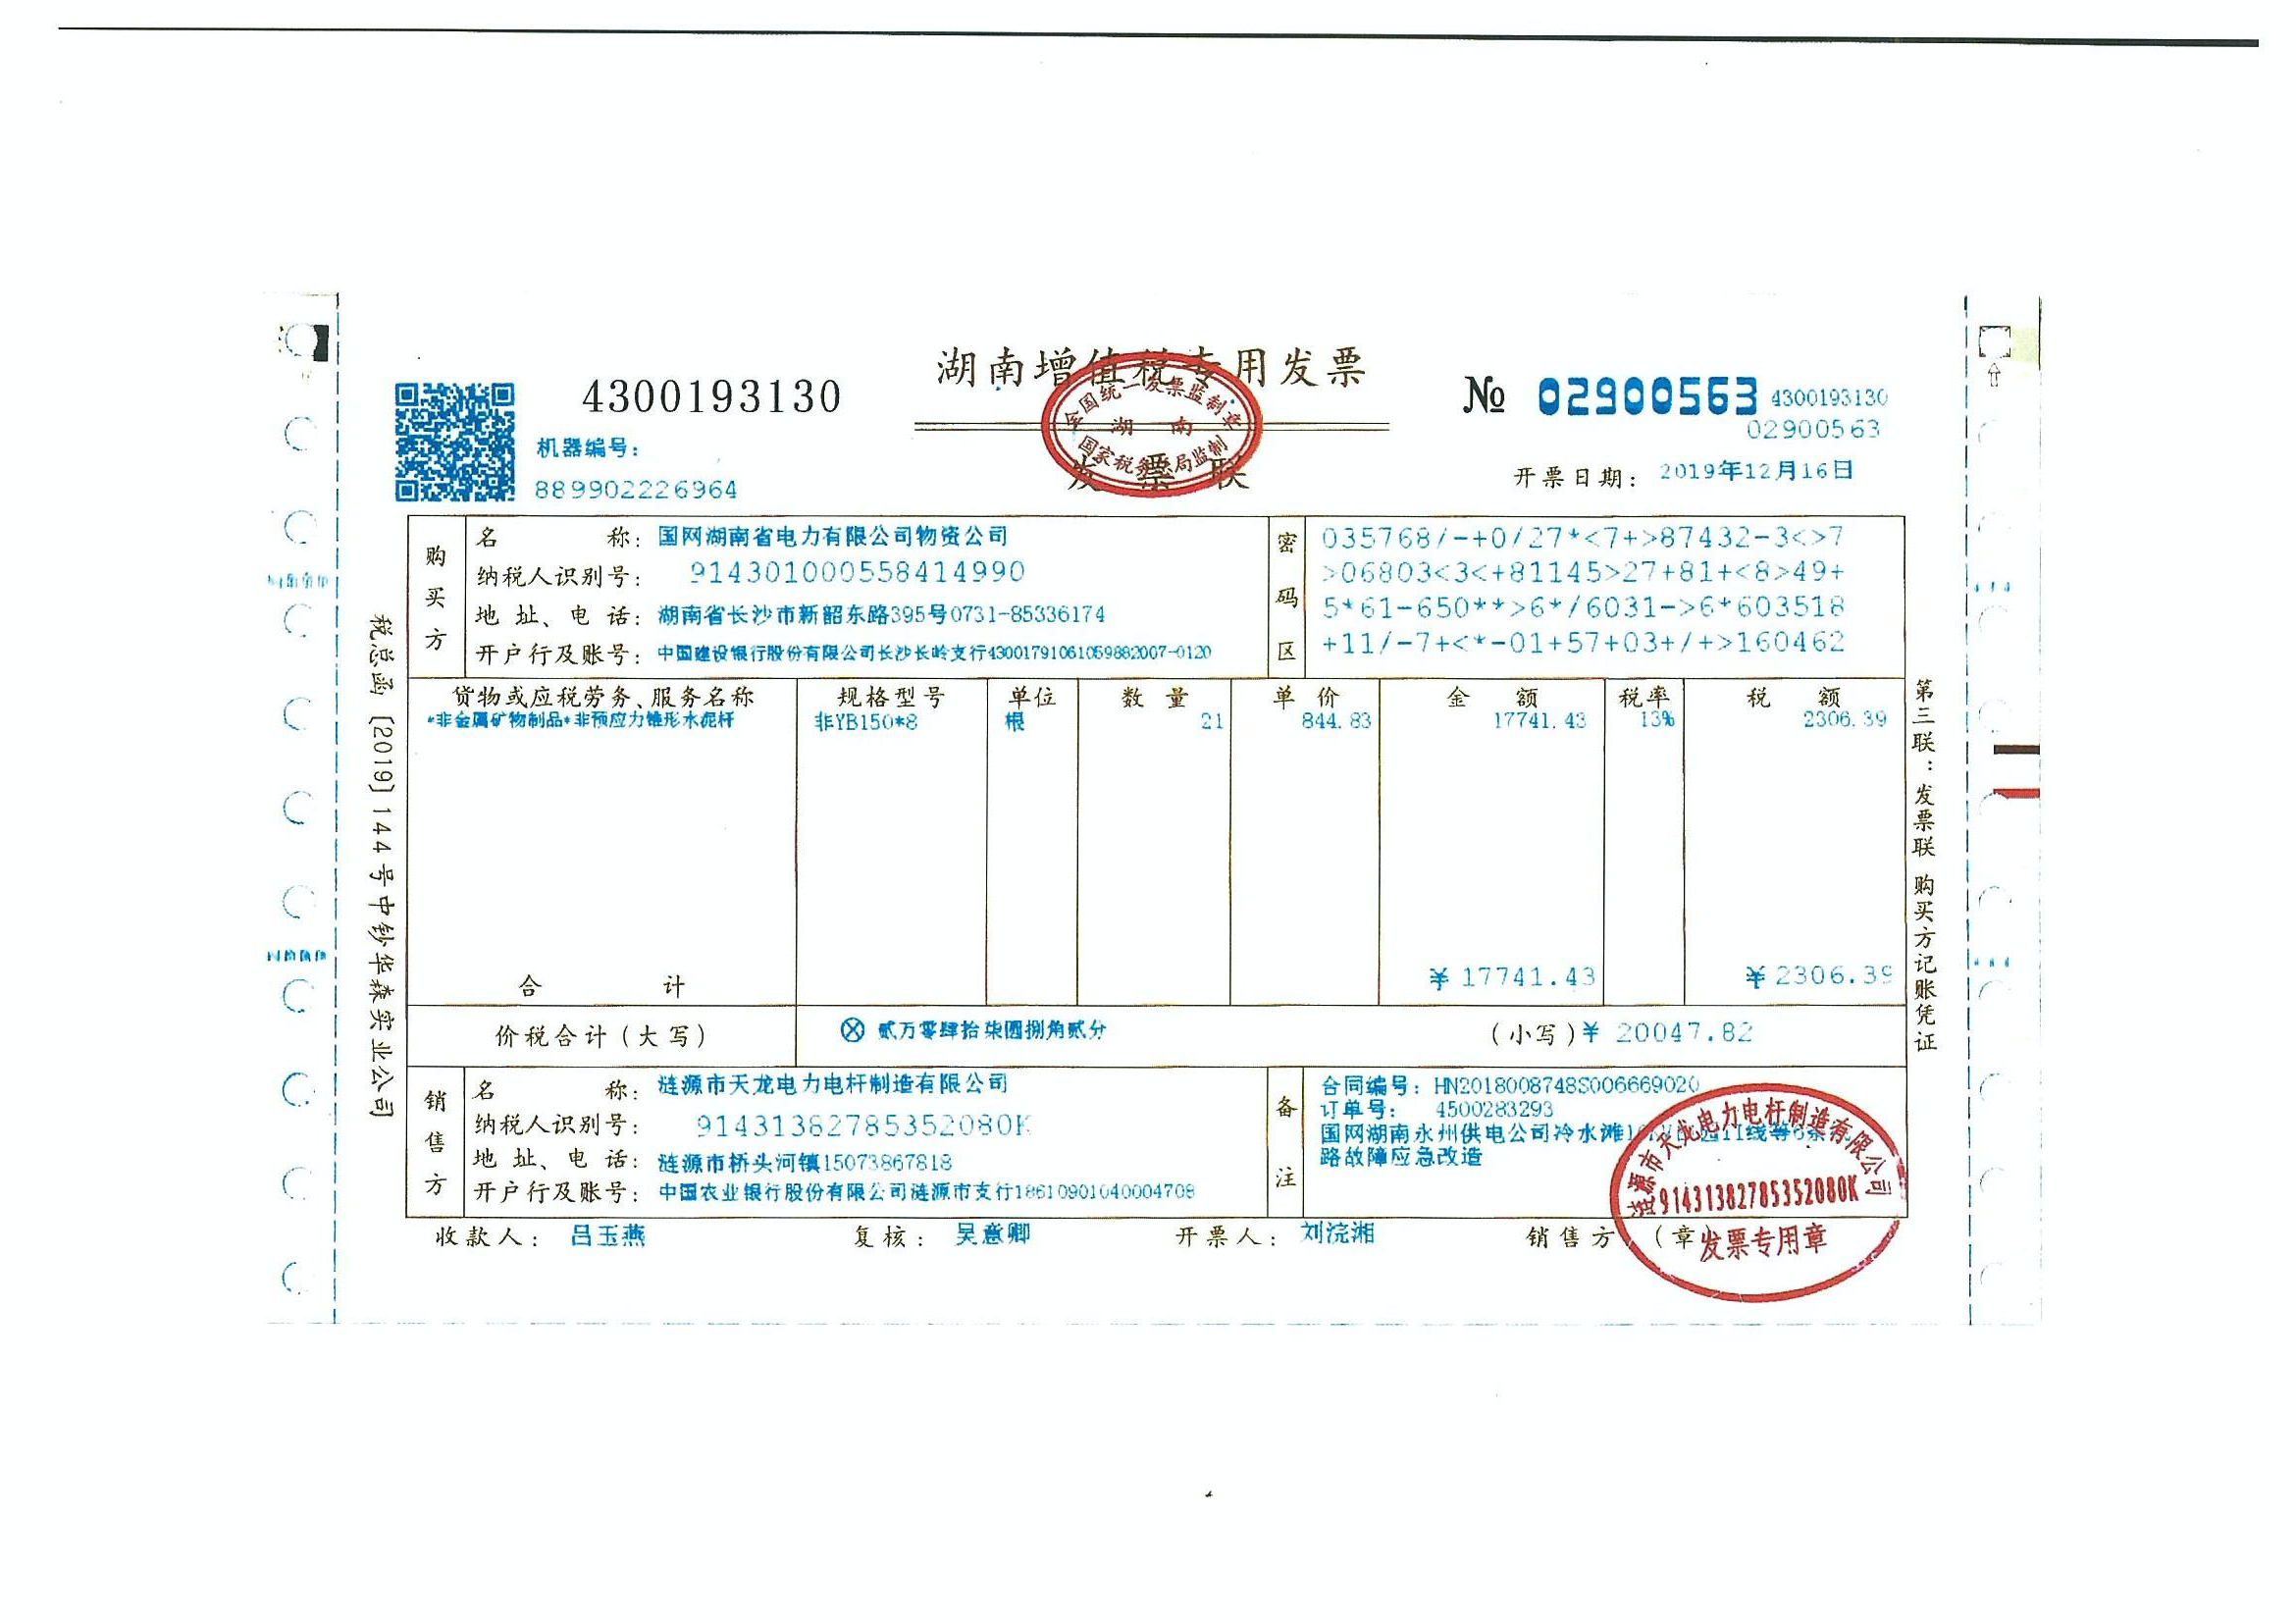 湖南增值税专用发票
全国统一发票监制章
湖 南
国家税务总局监制
发 票 联
4300193130
机器编号：
889902226964
№ 02900563
4300193130
02900563
开票日期： 2019年12月16日
购买方
名 称： 国网湖南省电力有限公司物资公司
纳税人识别号： 914301000558414990
地 址、电 话： 湖南省长沙市新韶东路395号0731-85336174
开户行及账号： 中国建设银行股份有限公司长沙长岭支行43001791061059882007-0120
密码区
035768/-+0/27*<7+>87432-3<>7
>06803<3<+81145>27+81+<8>49+
5*61-650**>6*/6031->6*603518
+11/-7+<*-01+57+03+/+>160462
货物或应税劳务、服务名称 规格型号 单位 数 量 单 价 金 额 税率 税 额
*非金属矿物制品*非预应力锥形水泥杆 非YB150*8 根 21 844.83 17741.43 13% 2306.39
合 计 ￥17741.43 ￥2306.39
价税合计（大写） ⊗ 贰万零肆拾柒圆捌角贰分 （小写）￥ 20047.82
销售方
名 称： 涟源市天龙电力电杆制造有限公司
纳税人识别号： 91431382785352080K
地 址、电 话： 涟源市桥头河镇15073867818
开户行及账号： 中国农业银行股份有限公司涟源市支行18610901040004708
备注
合同编号：HN2018008748S006669020
订单号： 4500283293
国网湖南永州供电公司冷水滩11线等
路故障应急改造
收款人： 吕玉燕 复核： 吴意卿 开票人： 刘浣湘 销售方（章）
涟源市天龙电力电杆制造有限公司
91431382785352080K
发票专用章
税总函〔2019〕144号中钞华森实业公司
第三联：发票联 购买方记账凭证